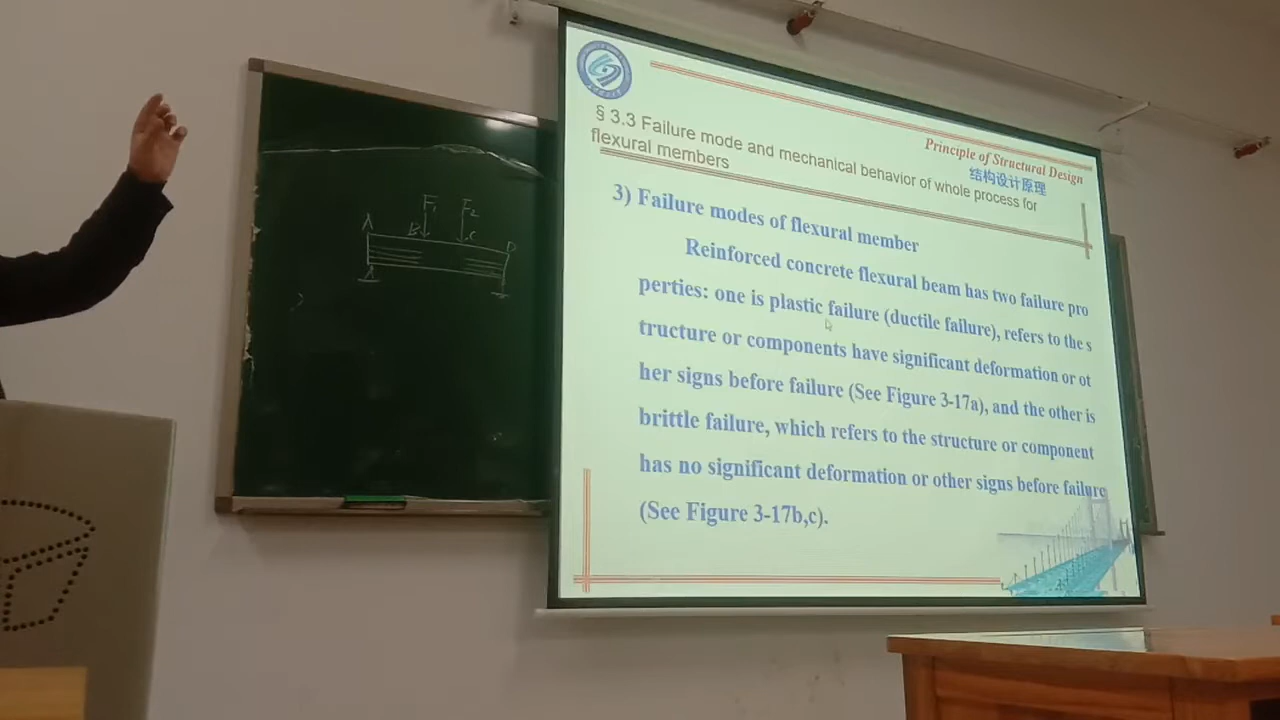 § 3.3 Failure mode and mechanical behavior of whole process for
flexural members
Principle of Structural Design
结构设计原理
3) Failure modes of flexural member
Reinforced concrete flexural beam has two failure pro
perties: one is plastic failure (ductile failure), refers to the s
tructure or components have significant deformation or ot
her signs before failure (See Figure 3-17a), and the other is
brittle failure, which refers to the structure or component
has no significant deformation or other signs before failure
(See Figure 3-17b,c).
F₁ F₂
A B C D